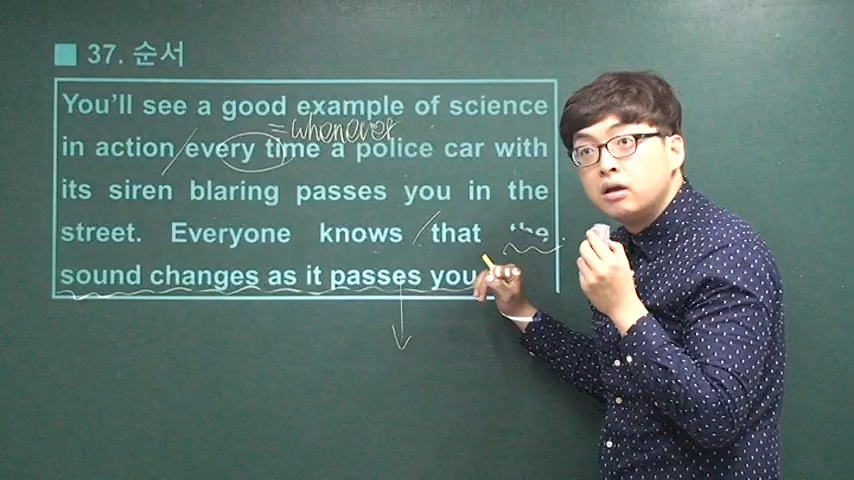 37. 순서
You'll see a good example of science
= whenever
in action every time a police car with
its siren blaring passes you in the
street. Everyone knows that the
sound changes as it passes you